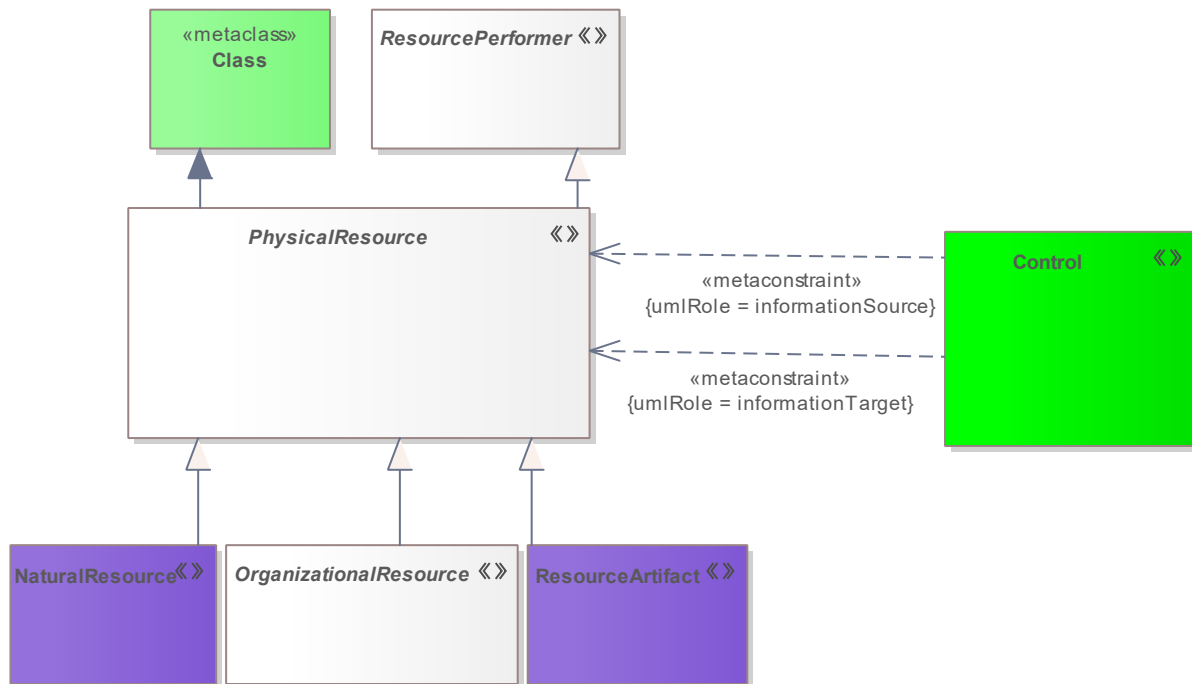 «metaclass»
Class
ResourcePerformer «»
PhysicalResource «»
Control «»
«metaconstraint»
{umlRole = informationSource}
«metaconstraint»
{umlRole = informationTarget}
NaturalResource «»
OrganizationalResource «»
ResourceArtifact «»